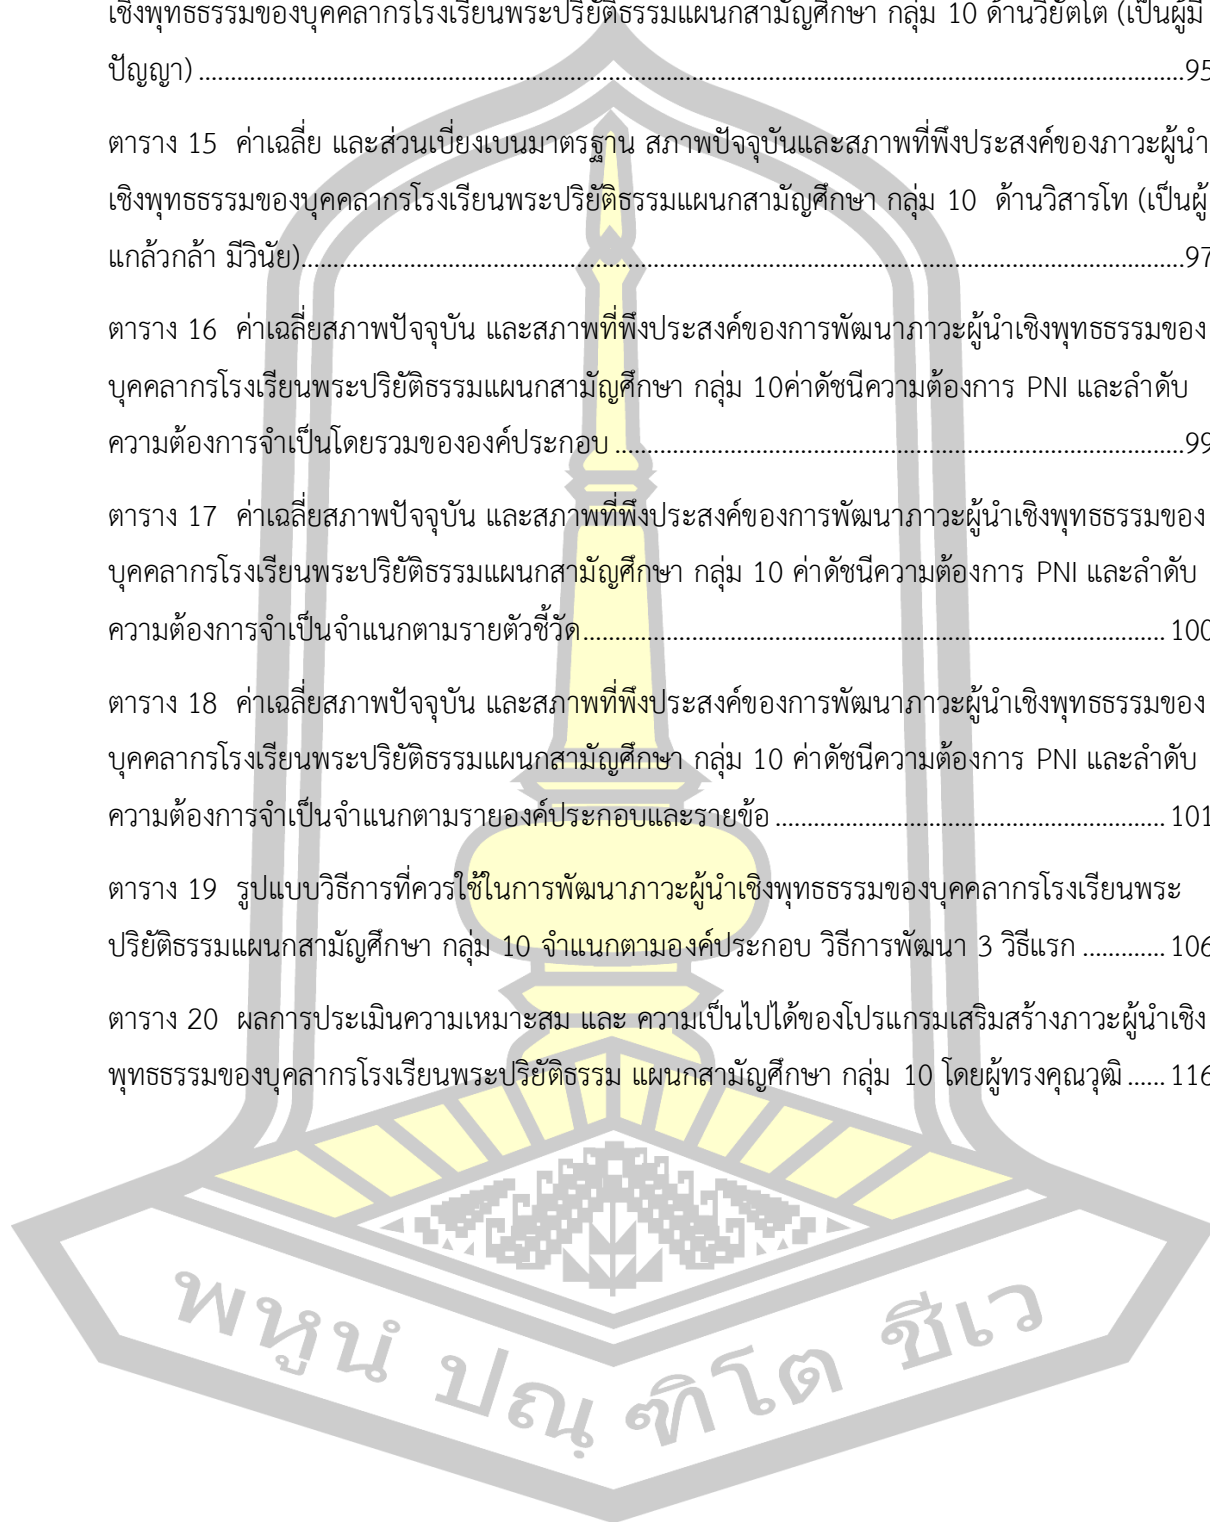 เชิงพุทธธรรมของบุคคลากรโรงเรียนพระปริยัติธรรมแผนกสามัญศึกษา กลุ่ม 10 ด้านวิยัตโต (เป็นผู้มี
ปัญญา) ....................................................................................................................................................95
ตาราง 15 ค่าเฉลี่ย และส่วนเบี่ยงเบนมาตรฐาน สภาพปัจจุบันและสภาพที่พึงประสงค์ของภาวะผู้นำ
เชิงพุทธธรรมของบุคคลากรโรงเรียนพระปริยัติธรรมแผนกสามัญศึกษา กลุ่ม 10 ด้านวิสารโท (เป็นผู้
แกล้วกล้า มีวินัย)....................................................................................................................................97
ตาราง 16 ค่าเฉลี่ยสภาพปัจจุบัน และสภาพที่พึงประสงค์ของการพัฒนาภาวะผู้นำเชิงพุทธธรรมของ
บุคคลากรโรงเรียนพระปริยัติธรรมแผนกสามัญศึกษา กลุ่ม 10ค่าดัชนีความต้องการ PNI และลำดับ
ความต้องการจำเป็นโดยรวมขององค์ประกอบ .....................................................................................99
ตาราง 17 ค่าเฉลี่ยสภาพปัจจุบัน และสภาพที่พึงประสงค์ของการพัฒนาภาวะผู้นำเชิงพุทธธรรมของ
บุคคลากรโรงเรียนพระปริยัติธรรมแผนกสามัญศึกษา กลุ่ม 10 ค่าดัชนีความต้องการ PNI และลำดับ
ความต้องการจำเป็นจำแนกตามรายตัวชี้วัด....................................................................................... 100
ตาราง 18 ค่าเฉลี่ยสภาพปัจจุบัน และสภาพที่พึงประสงค์ของการพัฒนาภาวะผู้นำเชิงพุทธธรรมของ
บุคคลากรโรงเรียนพระปริยัติธรรมแผนกสามัญศึกษา กลุ่ม 10 ค่าดัชนีความต้องการ PNI และลำดับ
ความต้องการจำเป็นจำแนกตามรายองค์ประกอบและรายข้อ .......................................................... 101
ตาราง 19 รูปแบบวิธีการที่ควรใช้ในการพัฒนาภาวะผู้นำเชิงพุทธธรรมของบุคคลากรโรงเรียนพระ
ปริยัติธรรมแผนกสามัญศึกษา กลุ่ม 10 จำแนกตามองค์ประกอบ วิธีการพัฒนา 3 วิธีแรก ............. 106
ตาราง 20 ผลการประเมินความเหมาะสม และ ความเป็นไปได้ของโปรแกรมเสริมสร้างภาวะผู้นำเชิง
พุทธธรรมของบุคลากรโรงเรียนพระปริยัติธรรม แผนกสามัญศึกษา กลุ่ม 10 โดยผู้ทรงคุณวุฒิ ...... 116
พหูนํ ปณฺฑิโต ชีเว